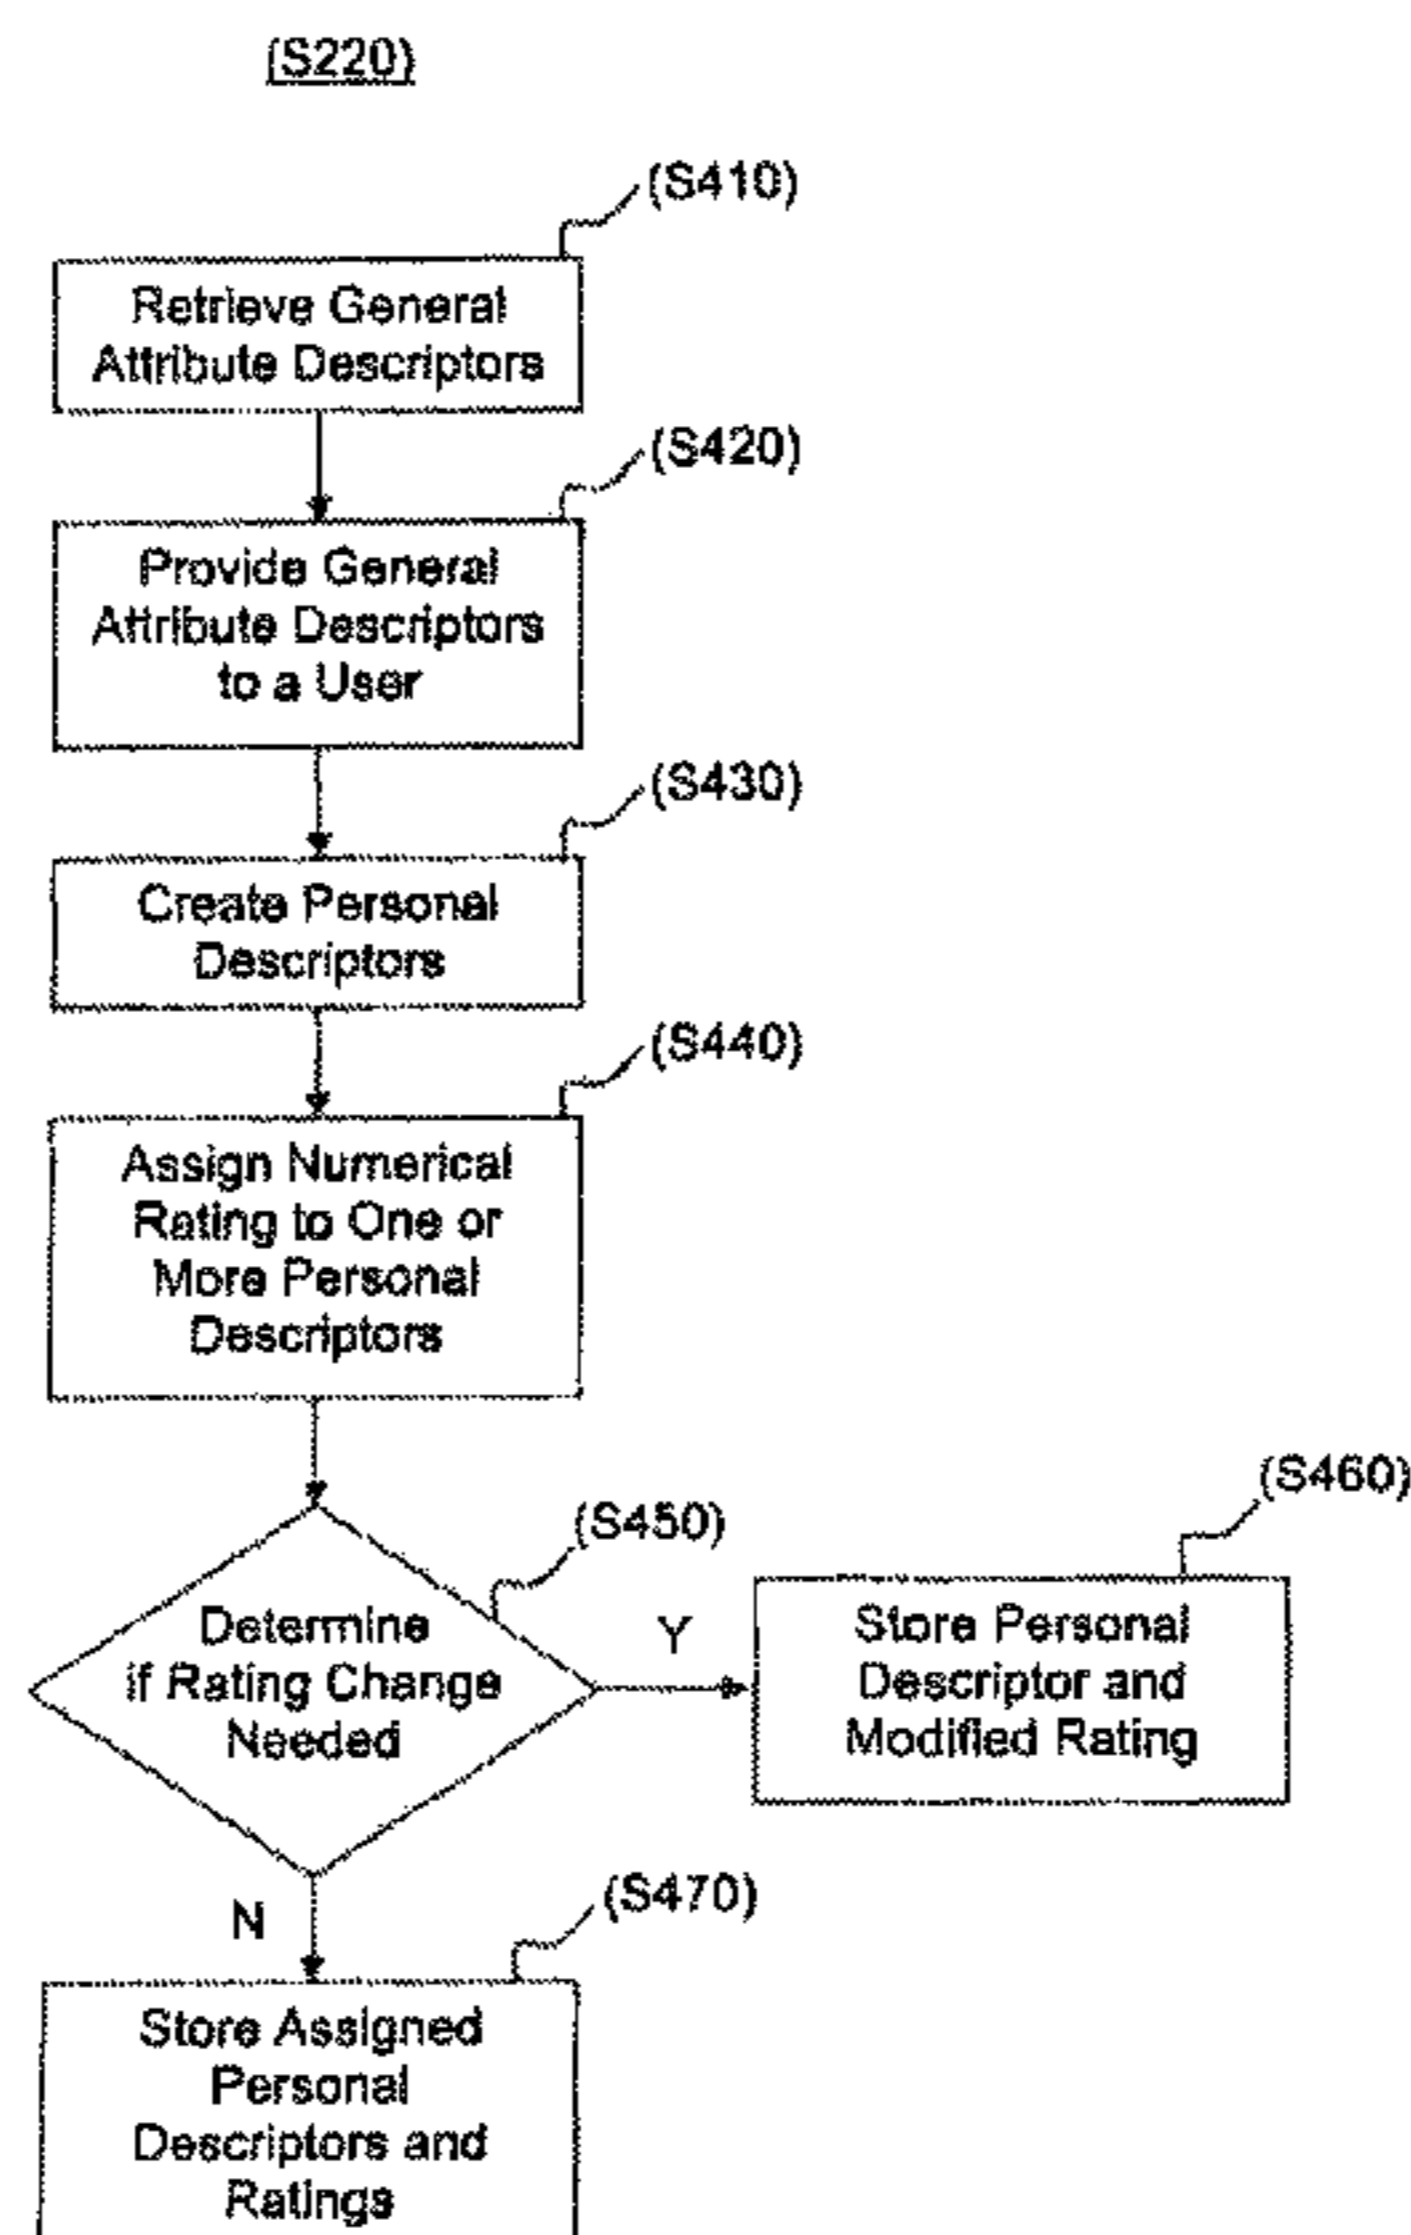 (S220)
(S410)
Retrieve General
Attribute Descriptors
(S420)
Provide General
Attribute Descriptors
to a User
(S430)
Create Personal
Descriptors
(S440)
Assign Numerical
Rating to One or
More Personal
Descriptors
(S450)
Determine
if Rating Change
Needed
Y
(S460)
Store Personal
Descriptor and
Modified Rating
N
(S470)
Store Assigned
Personal
Descriptors and
Ratings